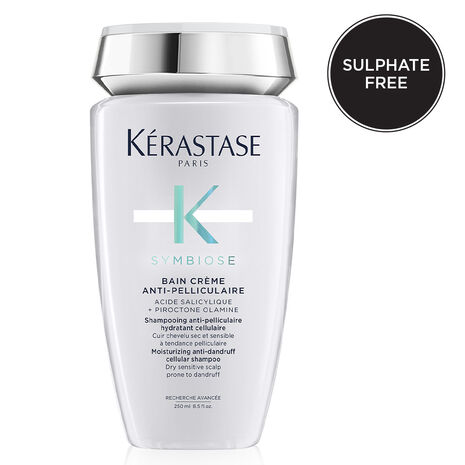 SULPHATE
FREE
KÉRASTASE
PARIS
K
SYMBIOSE
BAIN CRÈME
ANTI-PELLICULAIRE
ACIDE SALICYLIQUE
+ PIROCTONE OLAMINE
Shampooing anti-pelliculaire
hydratant cellulaire
Cuir chevelu sec et sensible
à tendance pelliculaire
Moisturizing anti-dandruff
cellular shampoo
Dry sensitive scalp
prone to dandruff
RECHERCHE AVANCÉE
250 ml 8.5 fl.oz.